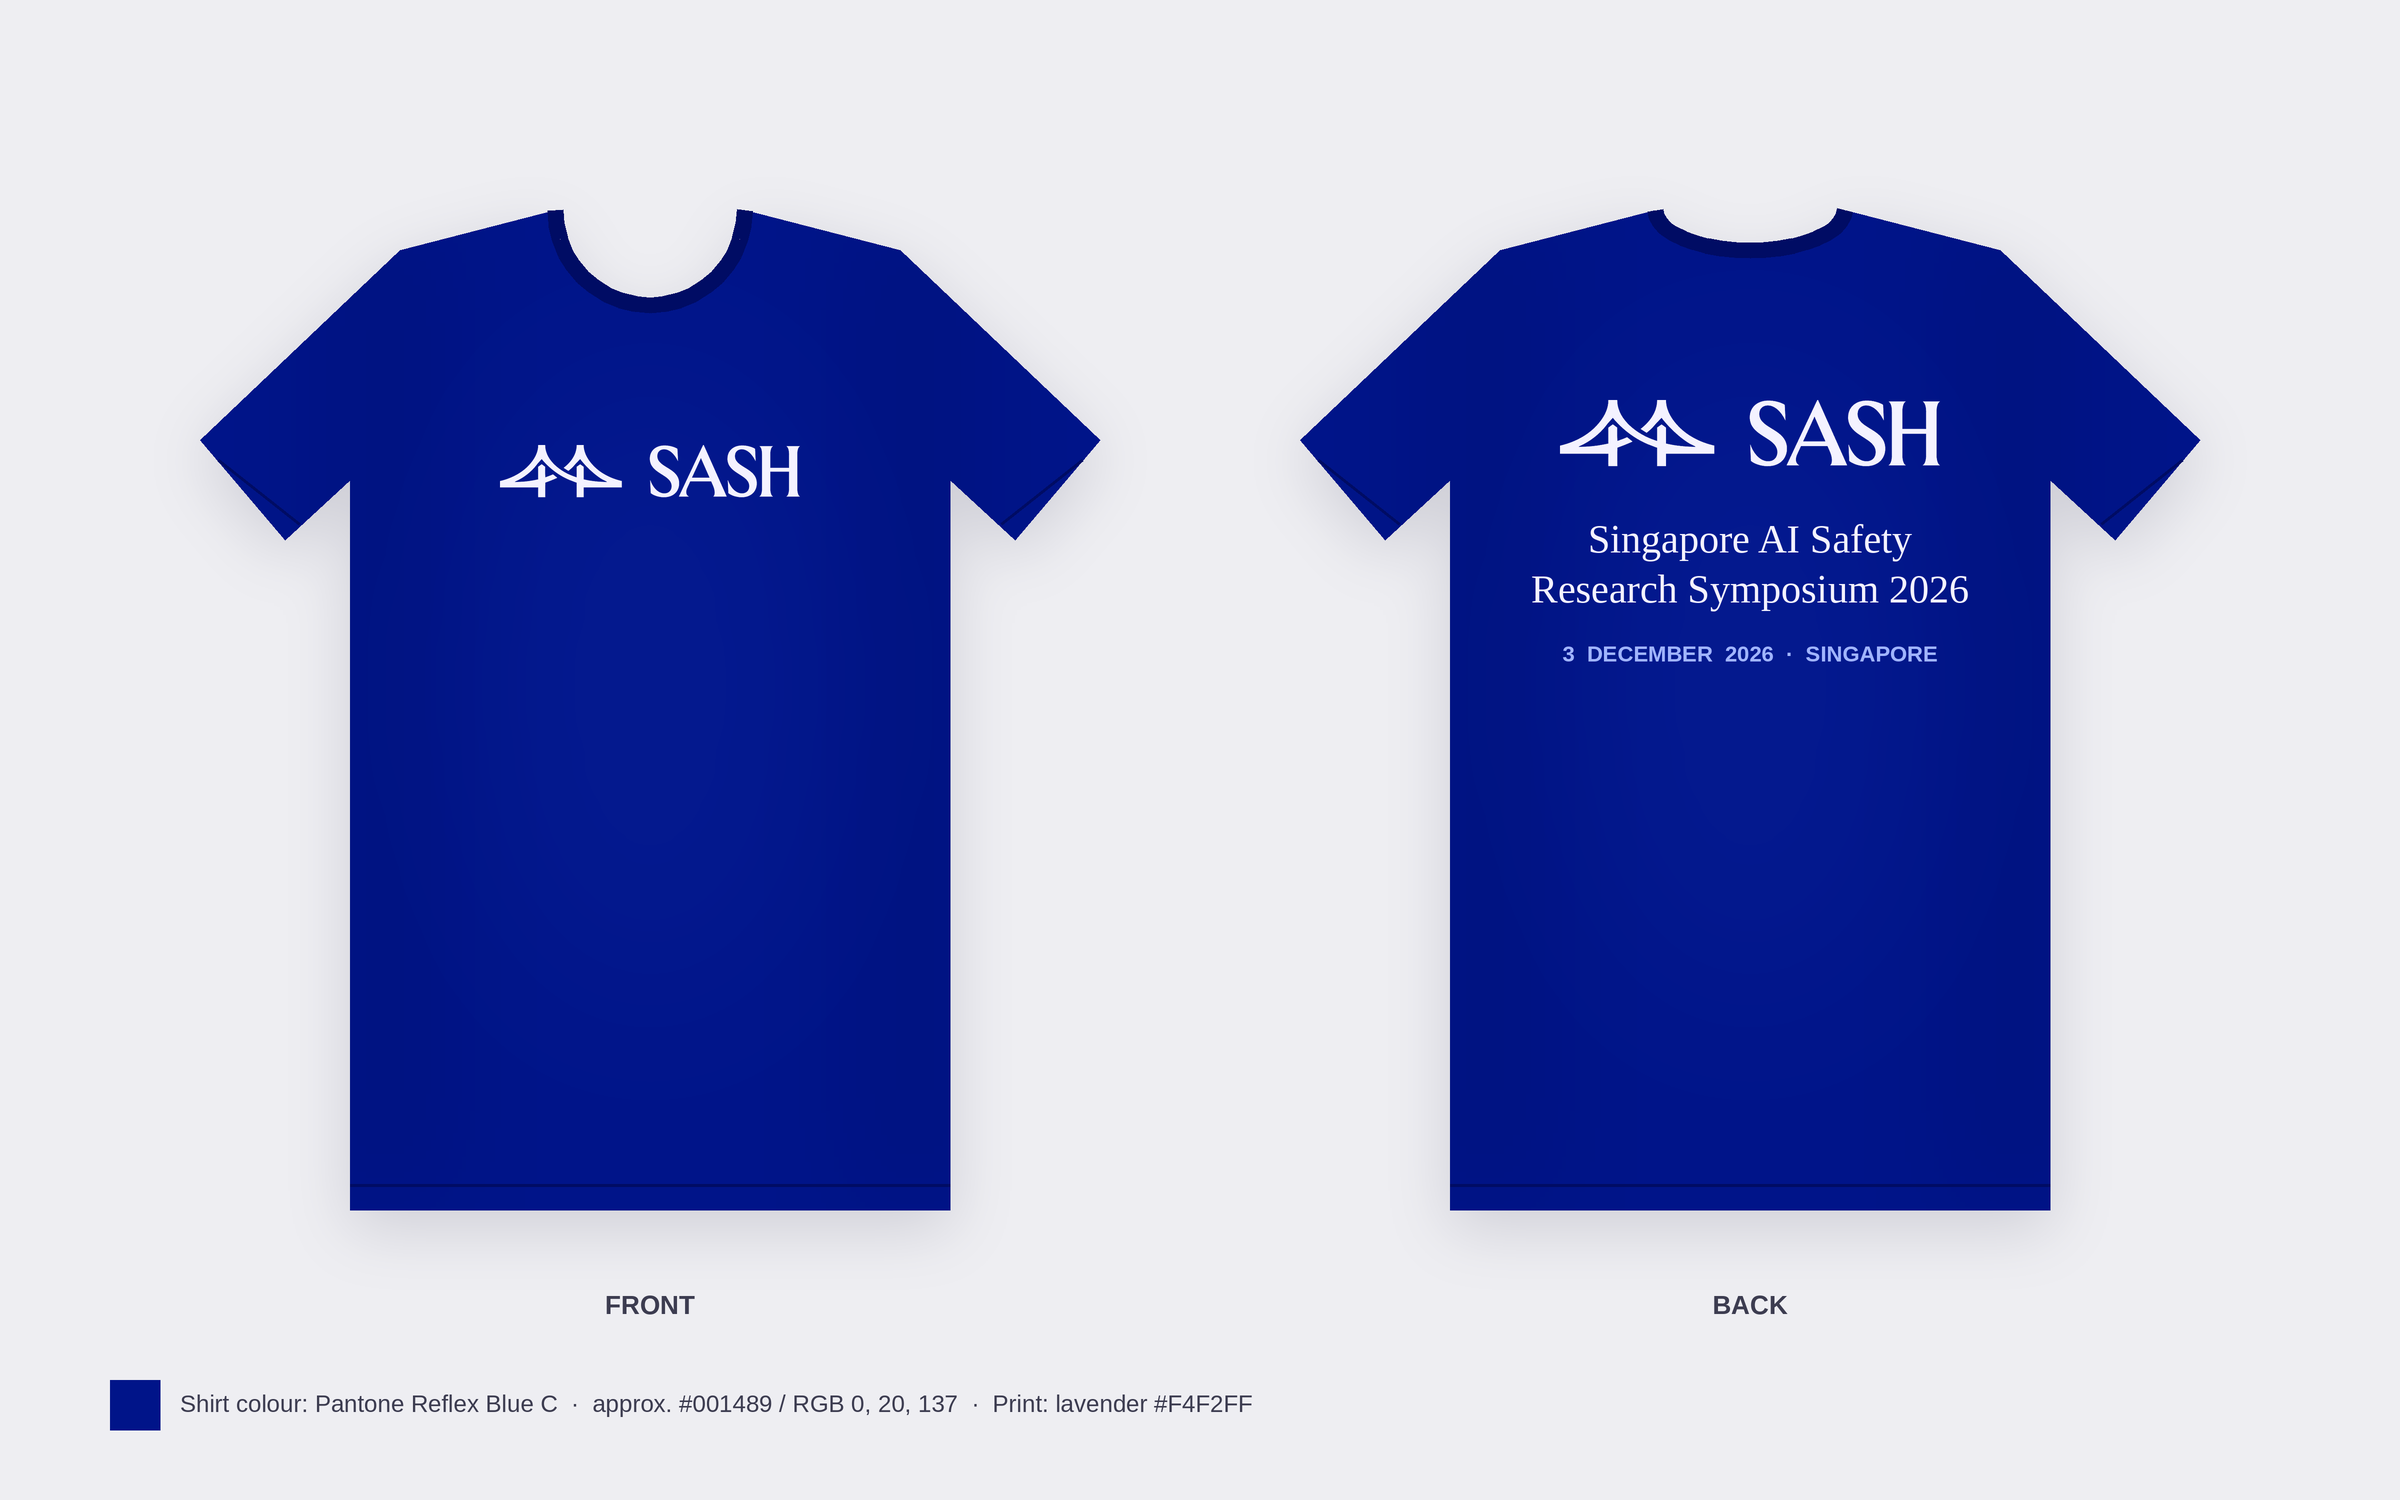 SASH
SASH
Singapore AI Safety
Research Symposium 2026
3 DECEMBER 2026 · SINGAPORE
FRONT
BACK
Shirt colour: Pantone Reflex Blue C · approx. #001489 / RGB 0, 20, 137 · Print: lavender #F4F2FF